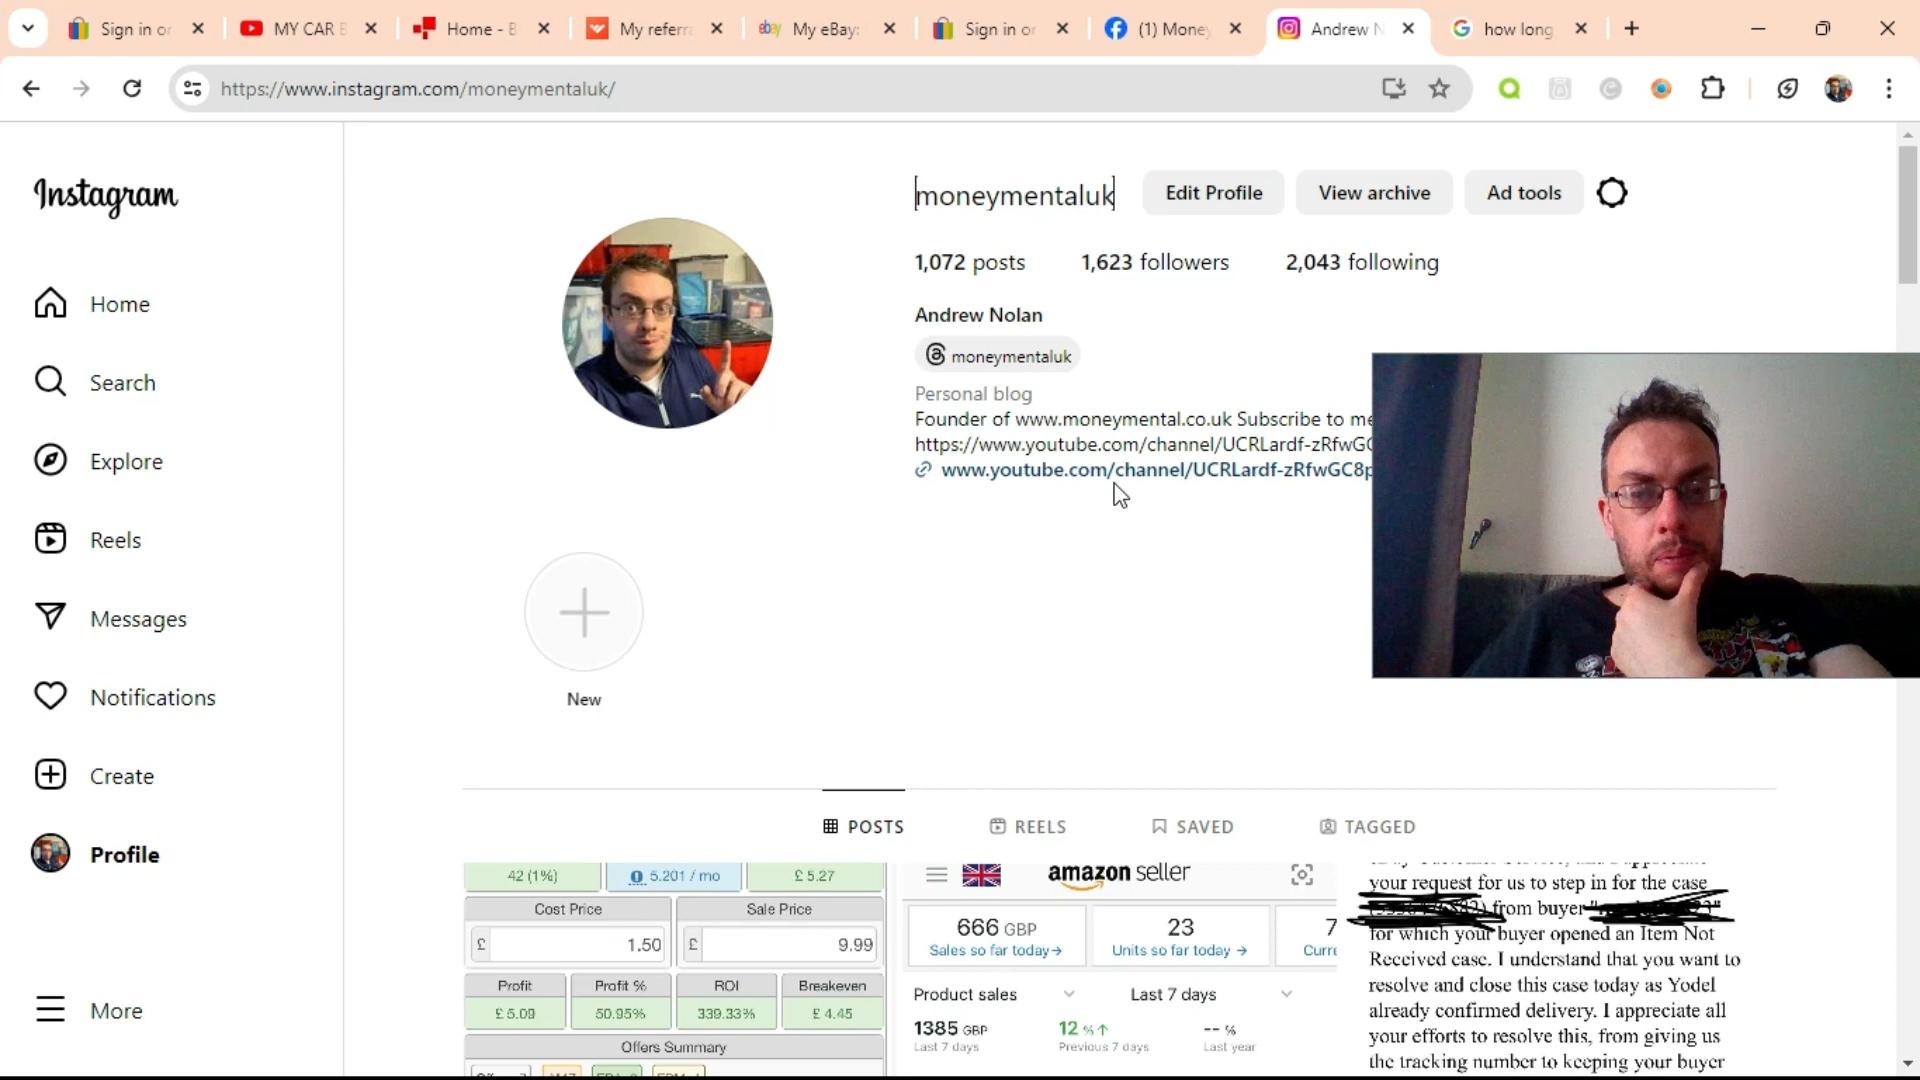 Sign in or
MY CAR B
Home - B
My referra
My eBay:
Sign in or
(1) Money
Andrew N
how long
https://www.instagram.com/moneymentaluk/
Instagram
Home
Search
Explore
Reels
Messages
Notifications
Create
Profile
More
moneymentaluk
Edit Profile
View archive
Ad tools
1,072 posts
1,623 followers
2,043 following
Andrew Nolan
moneymentaluk
Personal blog
Founder of www.moneymental.co.uk Subscribe to me
https://www.youtube.com/channel/UCRLardf-zRfwGC
www.youtube.com/channel/UCRLardf-zRfwGC8p
New
POSTS
REELS
SAVED
TAGGED
42 (1%)
5.201 / mo
£ 5.27
Cost Price
Sale Price
£ 1.50
£ 9.99
Profit
Profit %
ROI
Breakeven
£ 5.09
50.95%
339.33%
£ 4.45
Offers Summary
amazon seller
666 GBP
Sales so far today→
23
Units so far today →
7
Curre
Product sales
Last 7 days
1385 GBP
Last 7 days
12 %↑
Previous 7 days
-- %
Last year
your request for us to step in for the case
from buyer
for which your buyer opened an Item Not
Received case. I understand that you want to
resolve and close this case today as Yodel
already confirmed delivery. I appreciate all
your efforts to resolve this, from giving us
the tracking number to keeping your buyer